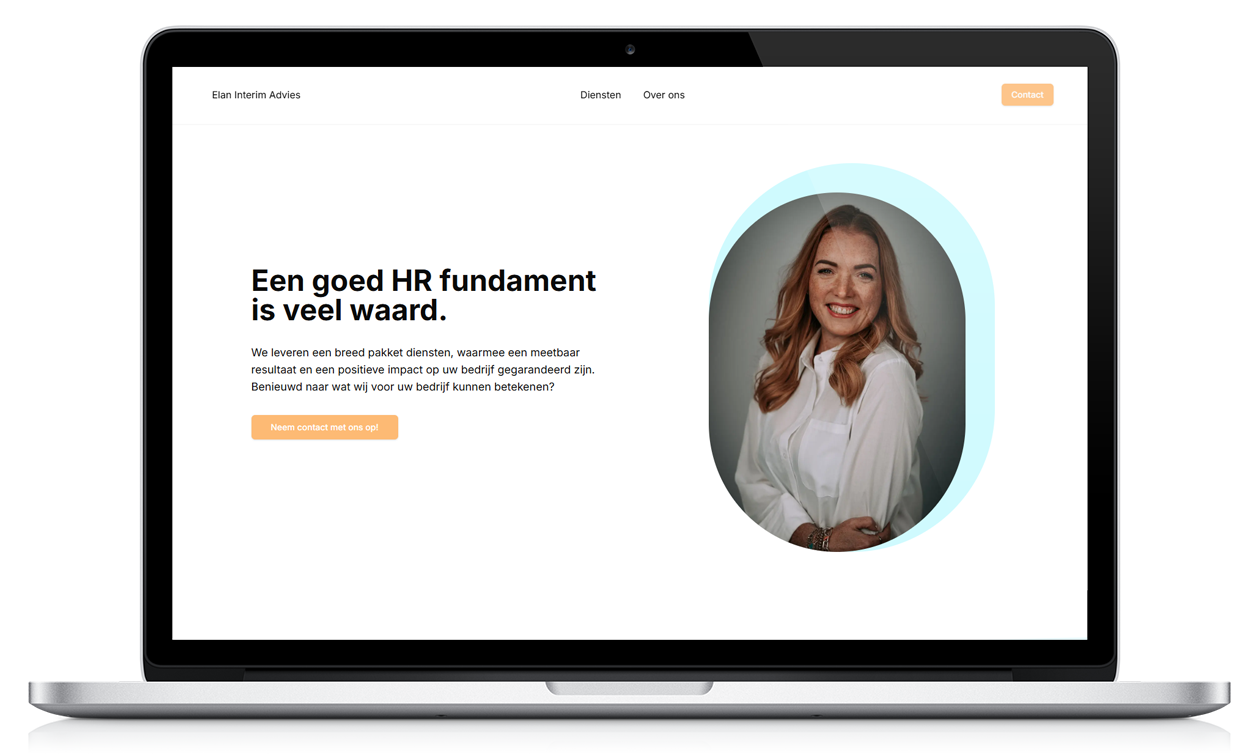 Elan Interim Advies
Diensten
Over ons
Contact
Een goed HR fundament
is veel waard.
We leveren een breed pakket diensten, waarmee een meetbaar
resultaat en een positieve impact op uw bedrijf gegarandeerd zijn.
Benieuwd naar wat wij voor uw bedrijf kunnen betekenen?
Neem contact met ons op!